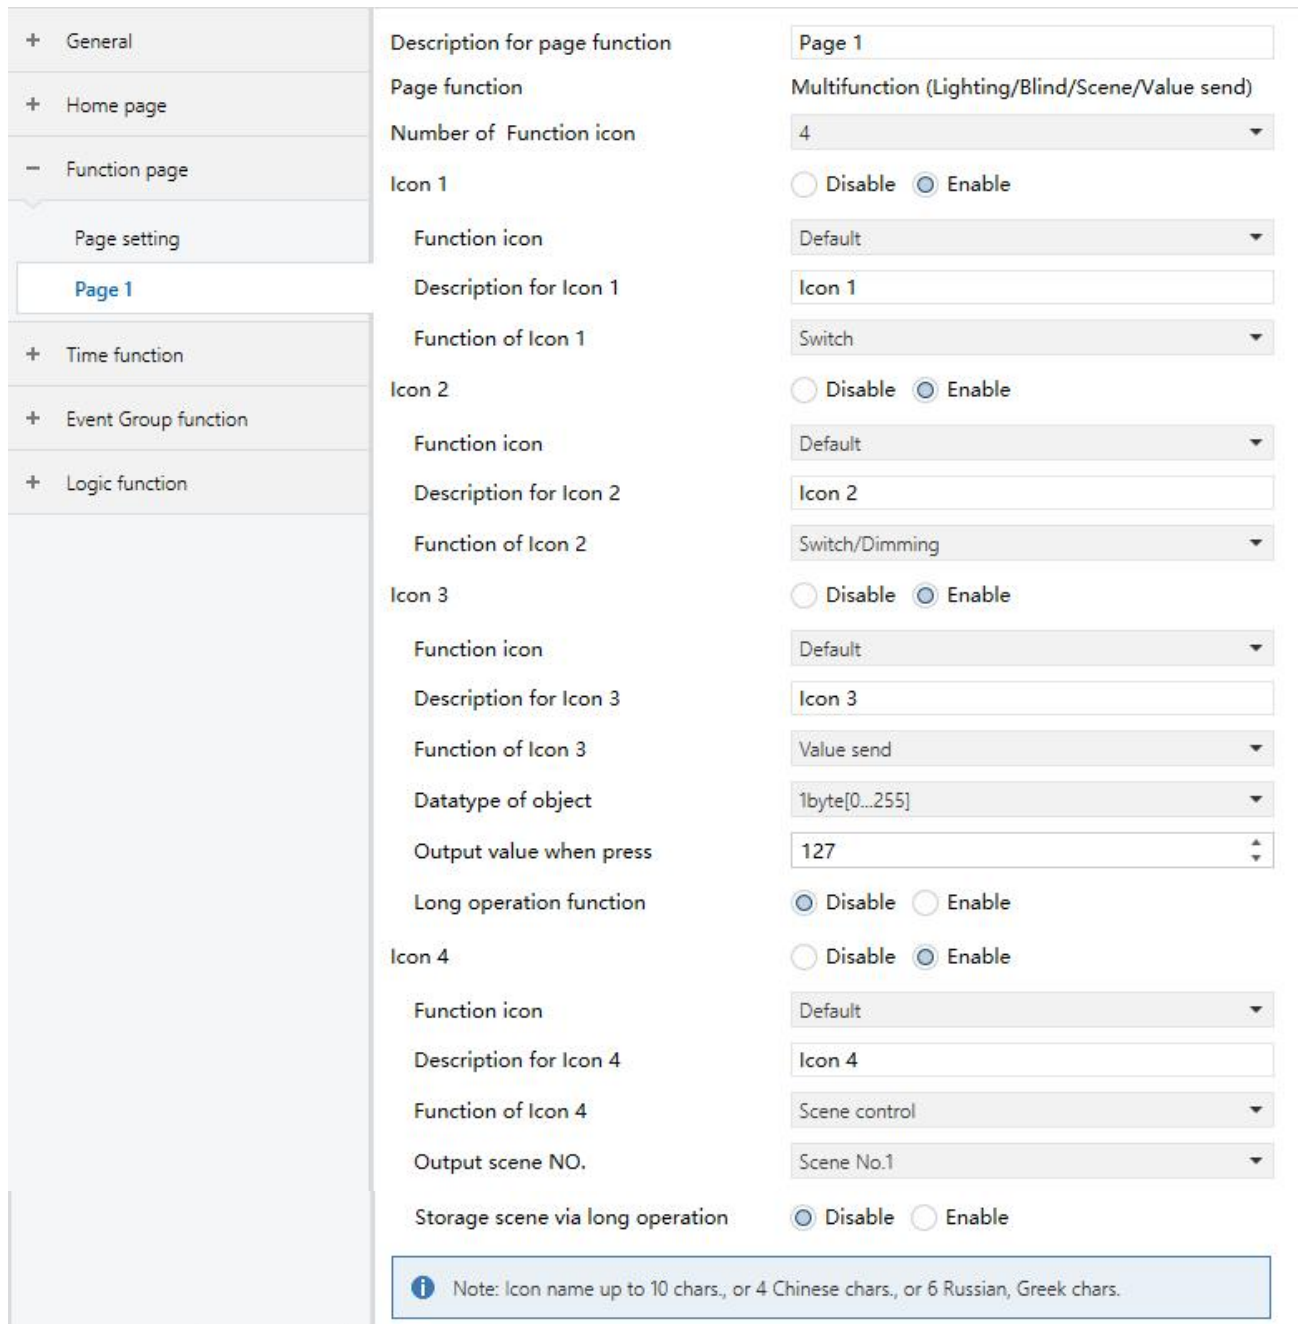 + General
+ Home page
− Function page
Page setting
Page 1
+ Time function
+ Event Group function
+ Logic function
Description for page function Page 1
Page function Multifunction (Lighting/Blind/Scene/Value send)
Number of Function icon 4
Icon 1 Disable Enable
Function icon Default
Description for Icon 1 Icon 1
Function of Icon 1 Switch
Icon 2 Disable Enable
Function icon Default
Description for Icon 2 Icon 2
Function of Icon 2 Switch/Dimming
Icon 3 Disable Enable
Function icon Default
Description for Icon 3 Icon 3
Function of Icon 3 Value send
Datatype of object 1byte[0...255]
Output value when press 127
Long operation function Disable Enable
Icon 4 Disable Enable
Function icon Default
Description for Icon 4 Icon 4
Function of Icon 4 Scene control
Output scene NO. Scene No.1
Storage scene via long operation Disable Enable
Note: Icon name up to 10 chars., or 4 Chinese chars., or 6 Russian, Greek chars.